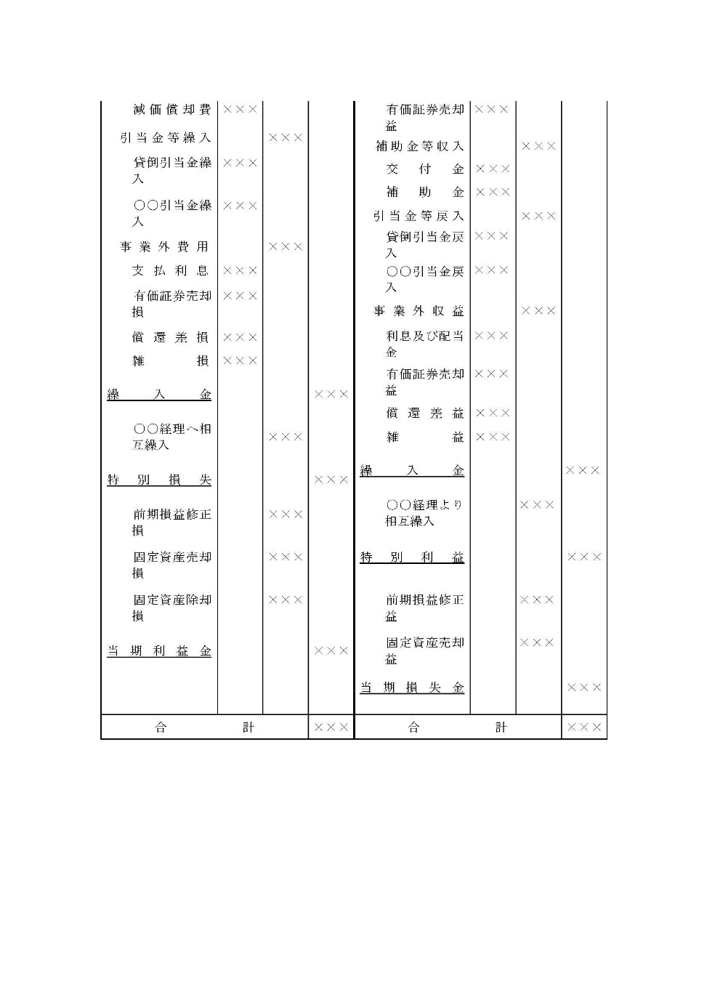 減価償却費 ×××
引当金等繰入 ×××
貸倒引当金繰 ×××
入
〇〇引当金繰 ×××
入
事業外費用 ×××
支払利息 ×××
有価証券売却 ×××
損
償還差損 ×××
雑損 ×××
繰入金 ×××
〇〇経理へ相
互繰入 ×××
特別損失 ×××
前期損益修正 ×××
損
固定資産売却 ×××
損
固定資産除却 ×××
損
当期利益金 ×××
合計 ×××
有価証券売却 ×××
益
補助金等収入 ×××
交付金 ×××
補助金 ×××
引当金等戻入 ×××
貸倒引当金戻 ×××
入
〇〇引当金戻 ×××
入
事業外収益 ×××
利息及び配当 ×××
金
有価証券売却 ×××
益
償還差益 ×××
雑益 ×××
繰入金 ×××
〇〇経理より ×××
相互繰入
特別利益 ×××
前期損益修正 ×××
益
固定資産売却 ×××
益
当期損失金 ×××
合計 ×××